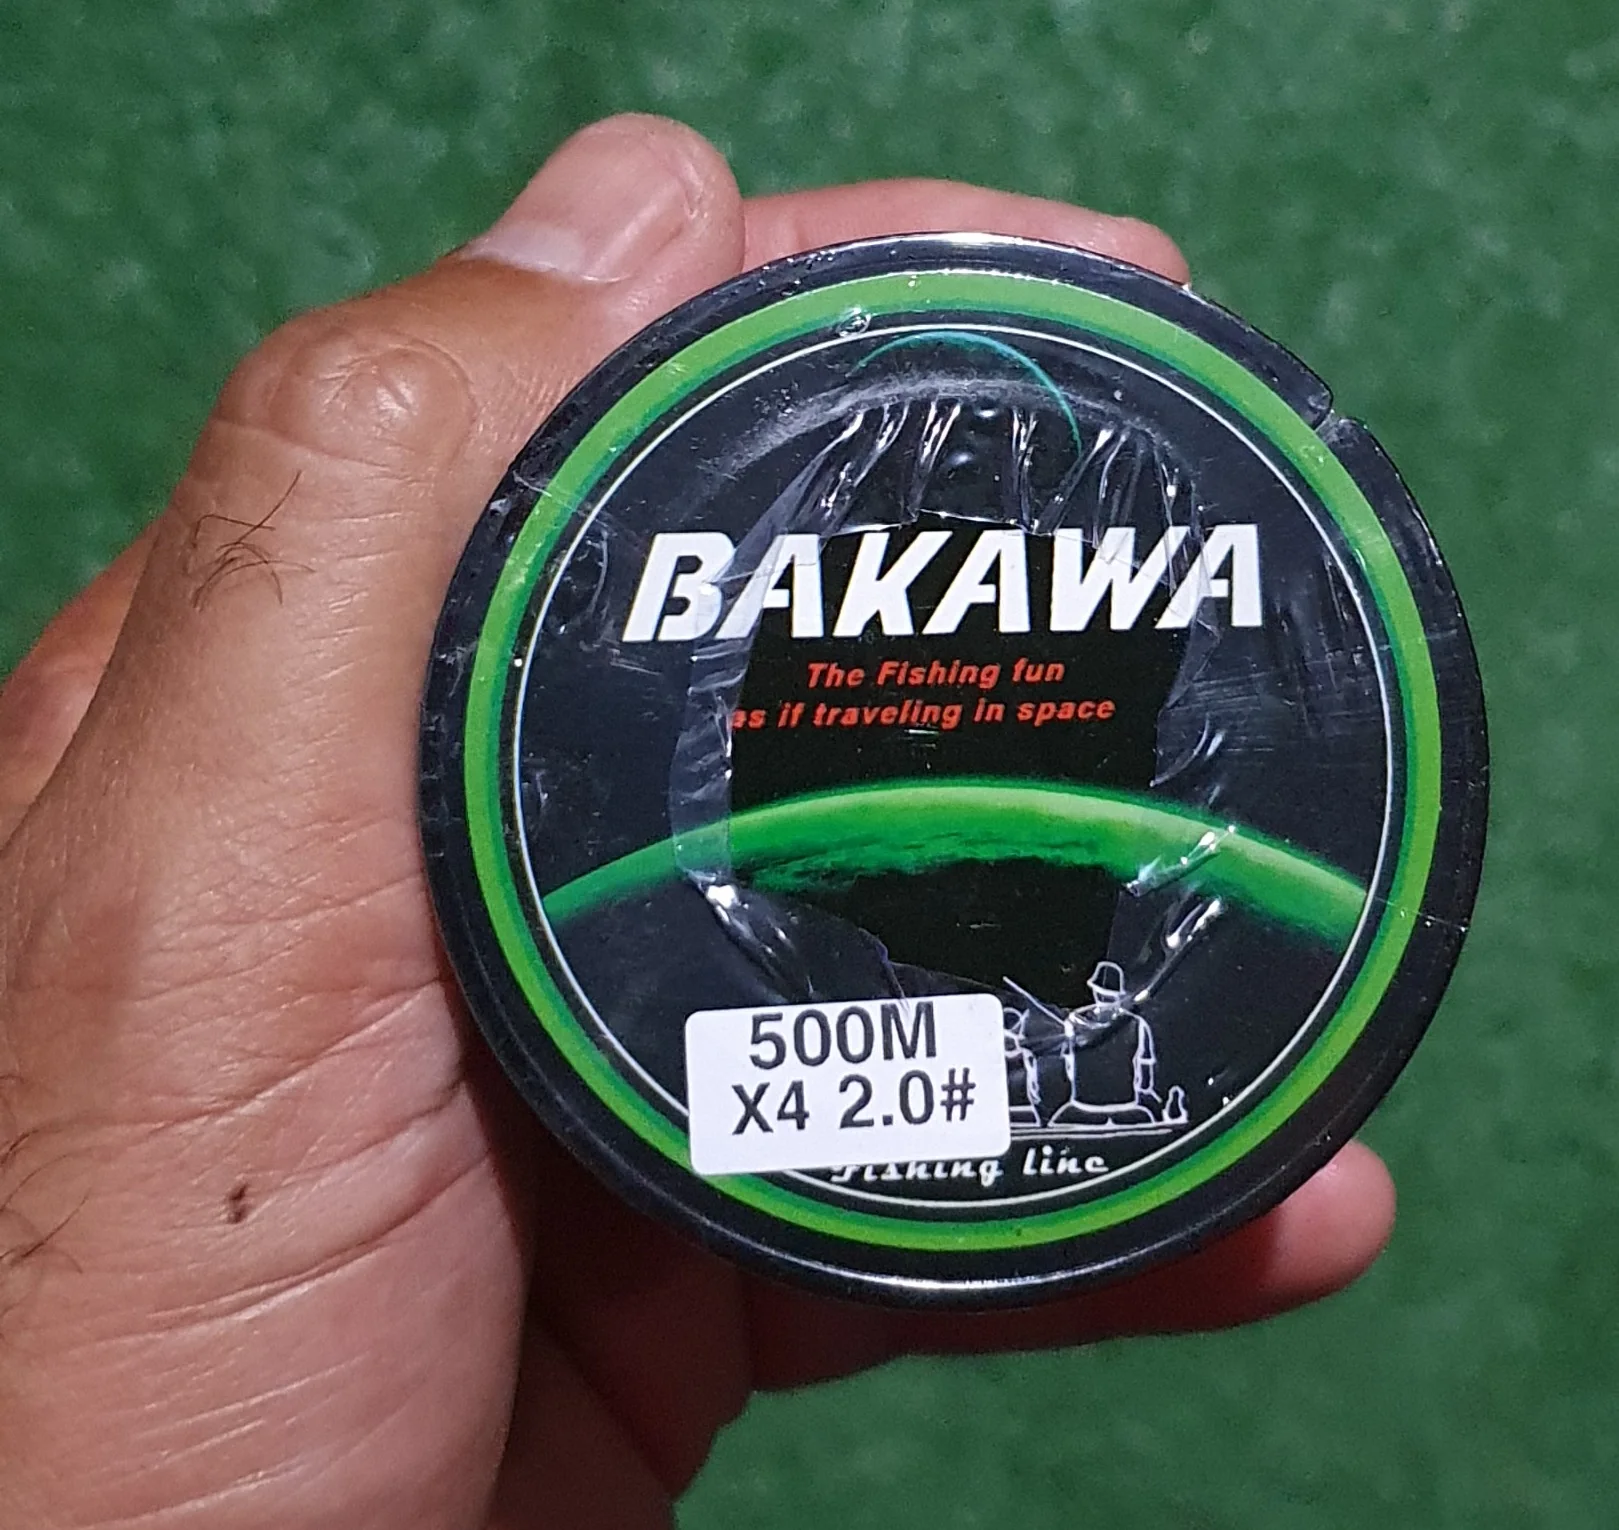 BAKAWA
The Fishing fun
as if traveling in space
500M
X4 2.0#
Fishing line